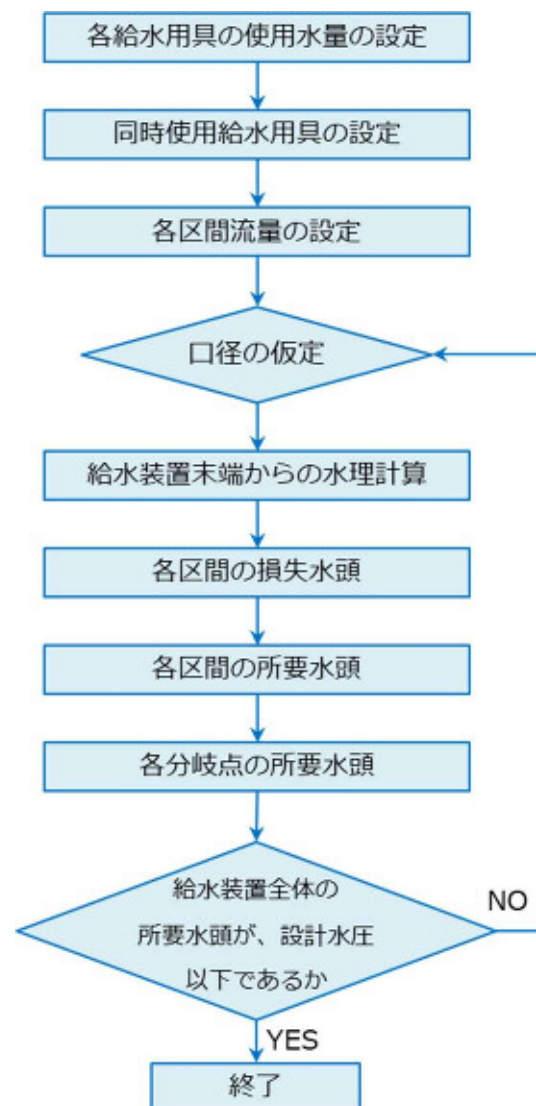 各給水用具の使用水量の設定
同時使用給水用具の設定
各区間流量の設定
口径の仮定
給水装置末端からの水理計算
各区間の損失水頭
各区間の所要水頭
各分岐点の所要水頭
給水装置全体の
所要水頭が、設計水圧
以下であるか
NO
YES
終了